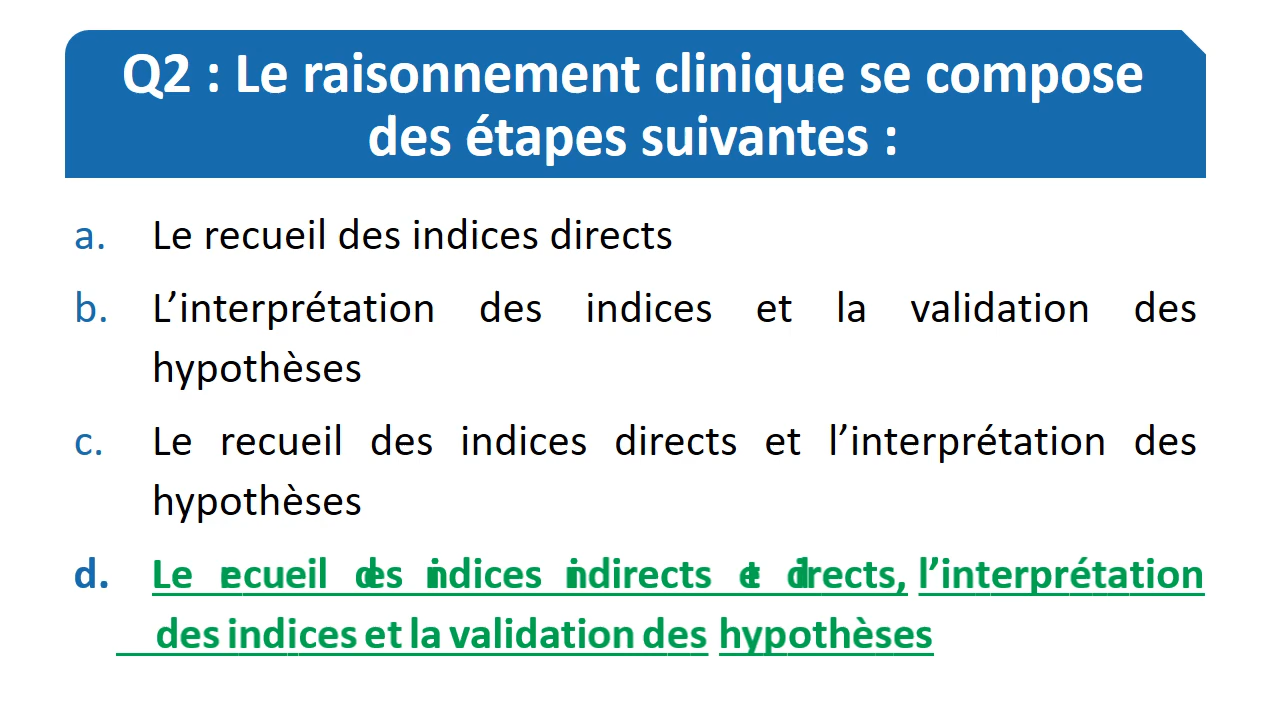 Q2 : Le raisonnement clinique se compose
des étapes suivantes :
a. Le recueil des indices directs
b. L’interprétation des indices et la validation des
hypothèses
c. Le recueil des indices directs et l’interprétation des
hypothèses
d. Le recueil des indices indirects et directs, l’interprétation
des indices et la validation des hypothèses